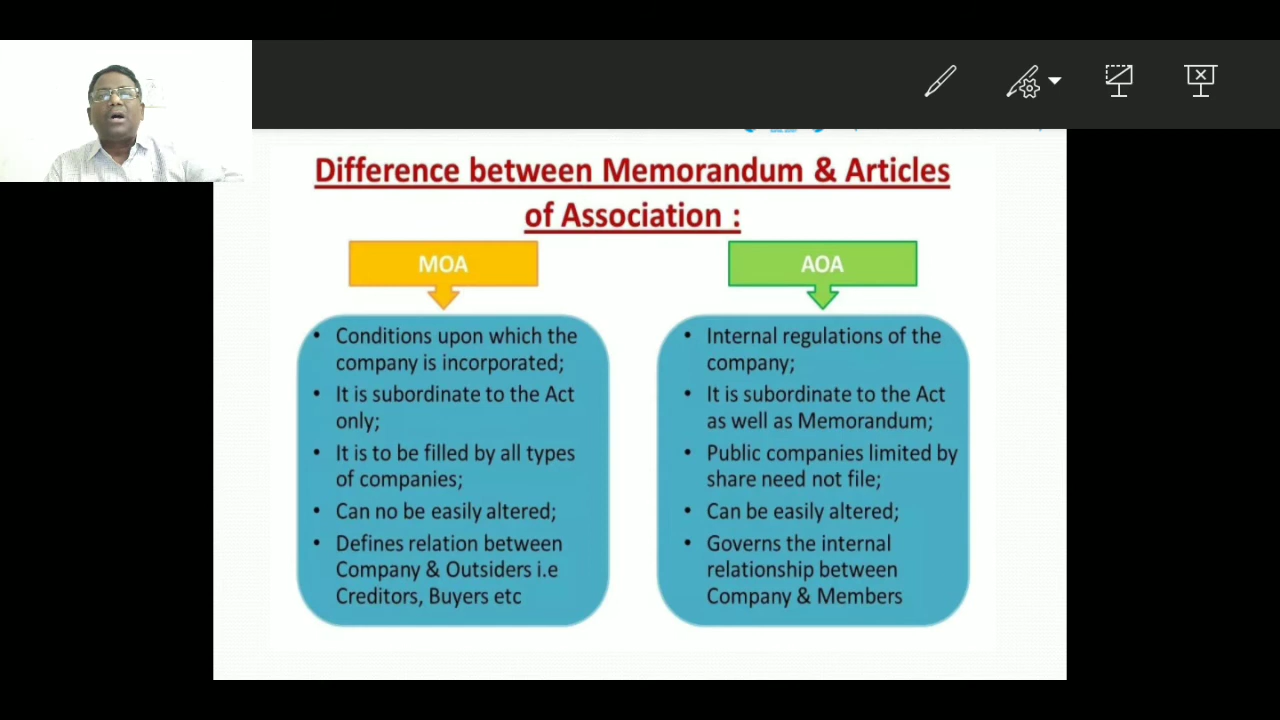 Difference between Memorandum & Articles
of Association :
MOA
• Conditions upon which the
company is incorporated;
• It is subordinate to the Act
only;
• It is to be filled by all types
of companies;
• Can no be easily altered;
• Defines relation between
Company & Outsiders i.e
Creditors, Buyers etc
AOA
• Internal regulations of the
company;
• It is subordinate to the Act
as well as Memorandum;
• Public companies limited by
share need not file;
• Can be easily altered;
• Governs the internal
relationship between
Company & Members